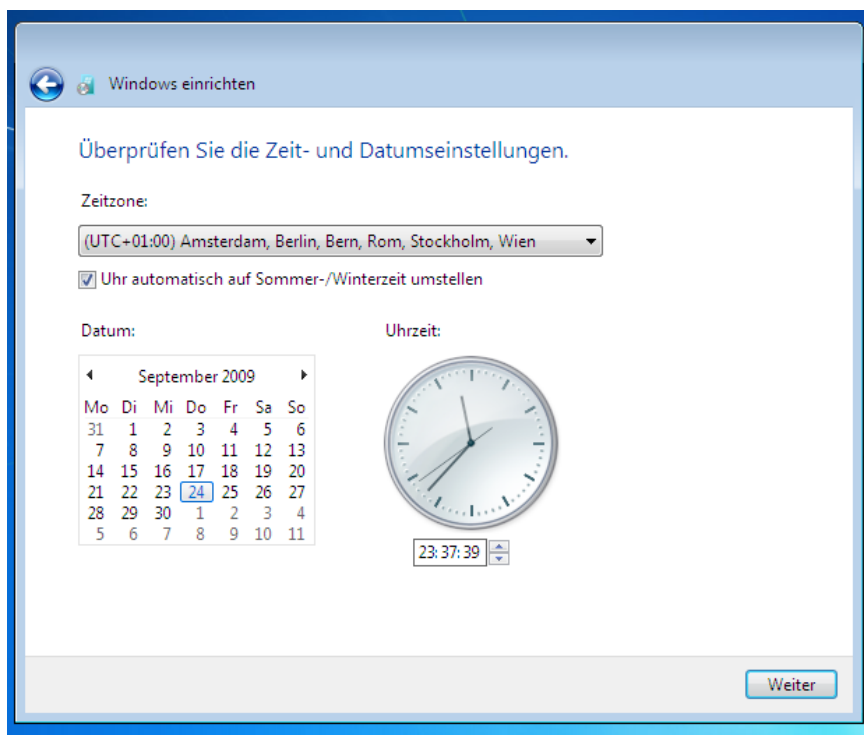 Windows einrichten
Überprüfen Sie die Zeit- und Datumseinstellungen.
Zeitzone:
(UTC+01:00) Amsterdam, Berlin, Bern, Rom, Stockholm, Wien
Uhr automatisch auf Sommer-/Winterzeit umstellen
Datum:
September 2009
Mo Di Mi Do Fr Sa So
31 1 2 3 4 5 6
7 8 9 10 11 12 13
14 15 16 17 18 19 20
21 22 23 24 25 26 27
28 29 30 1 2 3 4
5 6 7 8 9 10 11
Uhrzeit:
23:37:39
Weiter